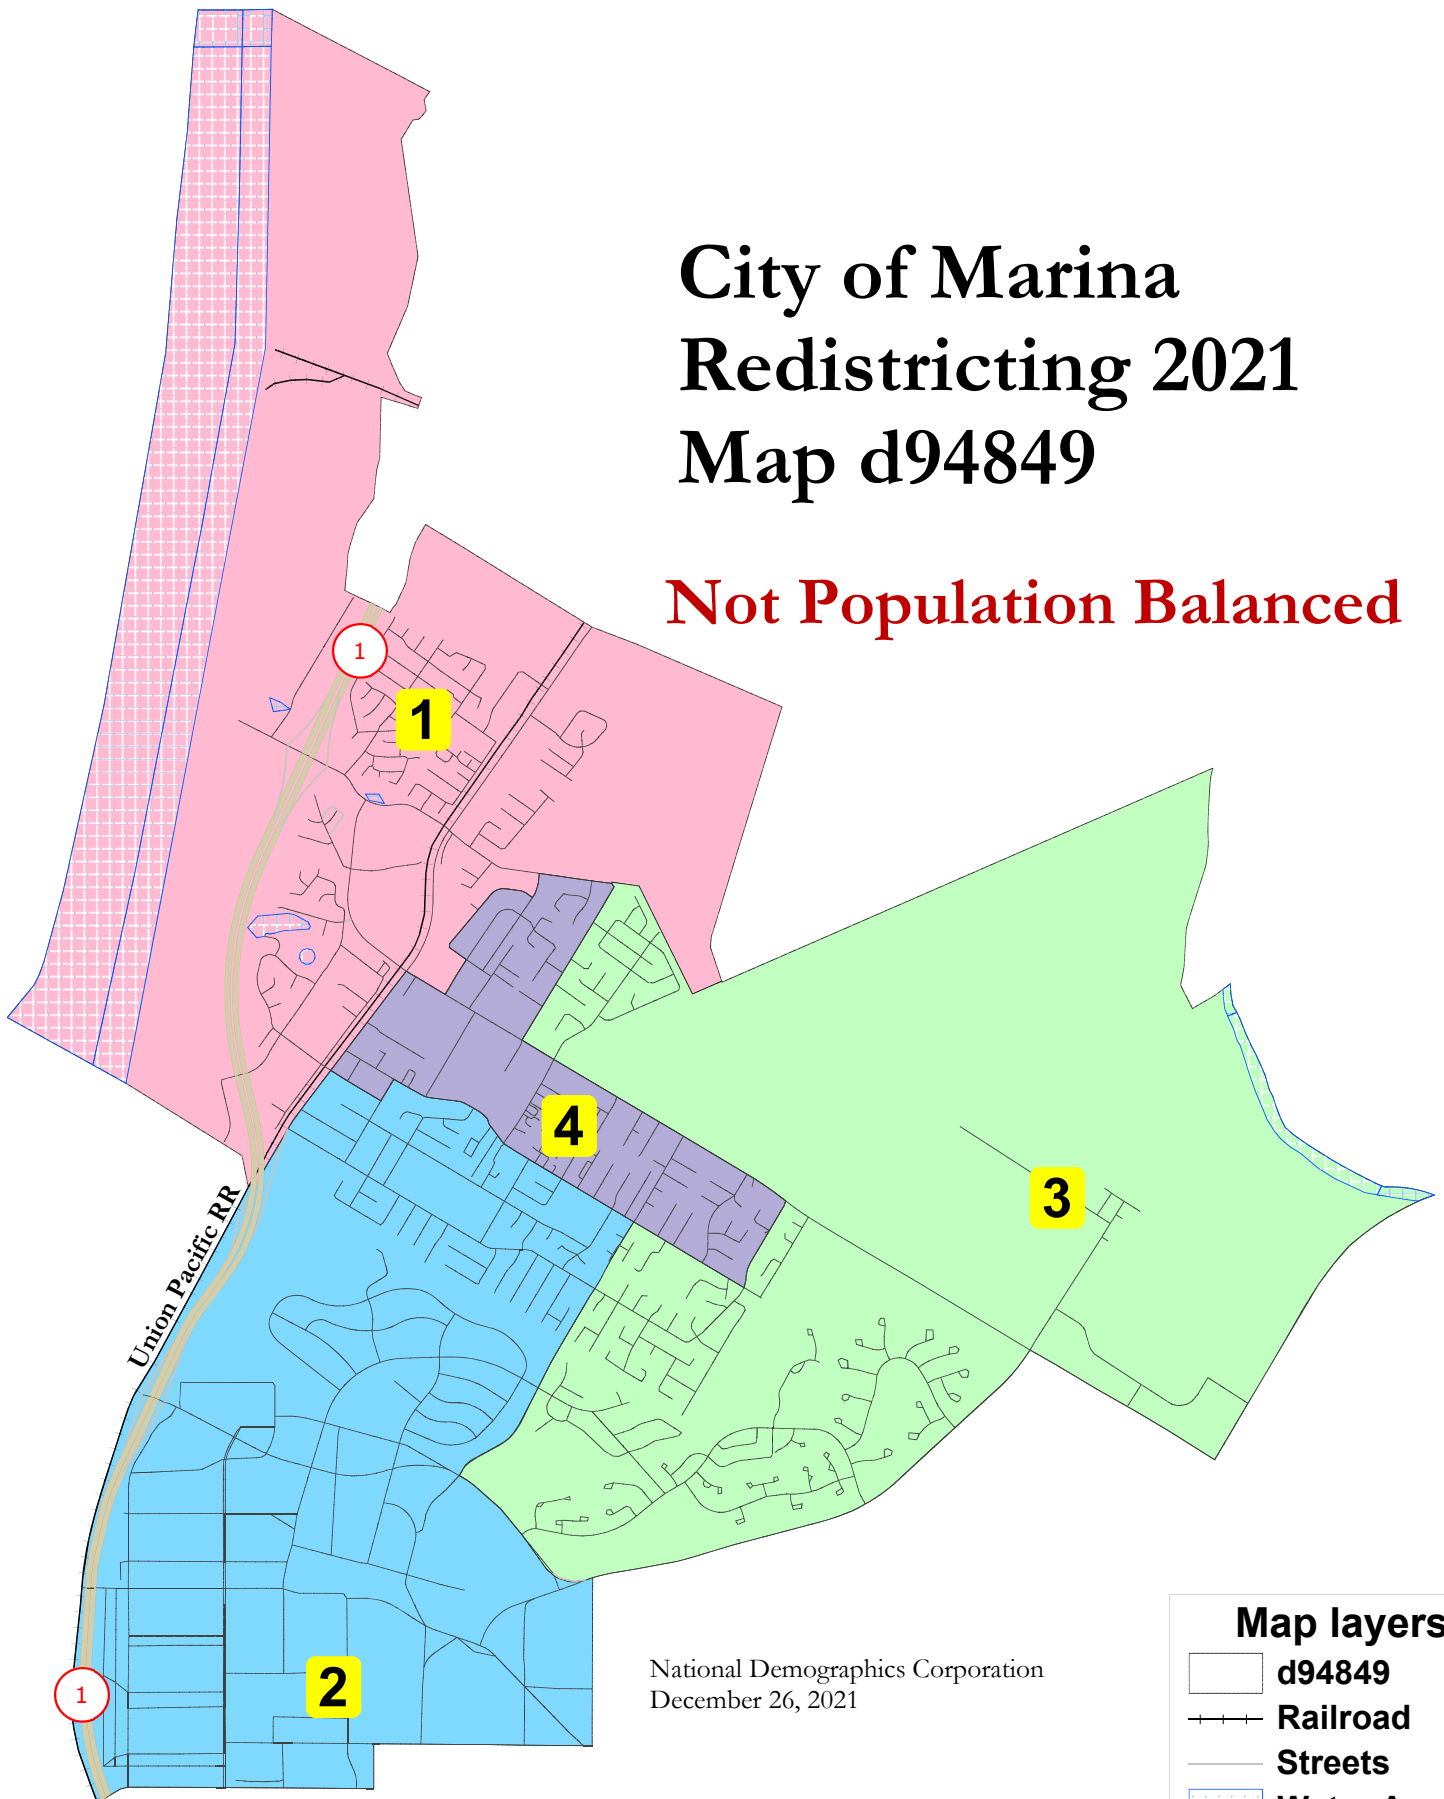 City of Marina
Redistricting 2021
Map d94849
Not Population Balanced
1
1
4
3
Union Pacific RR
2
1
National Demographics Corporation
December 26, 2021
Map layers
d94849
Railroad
Streets